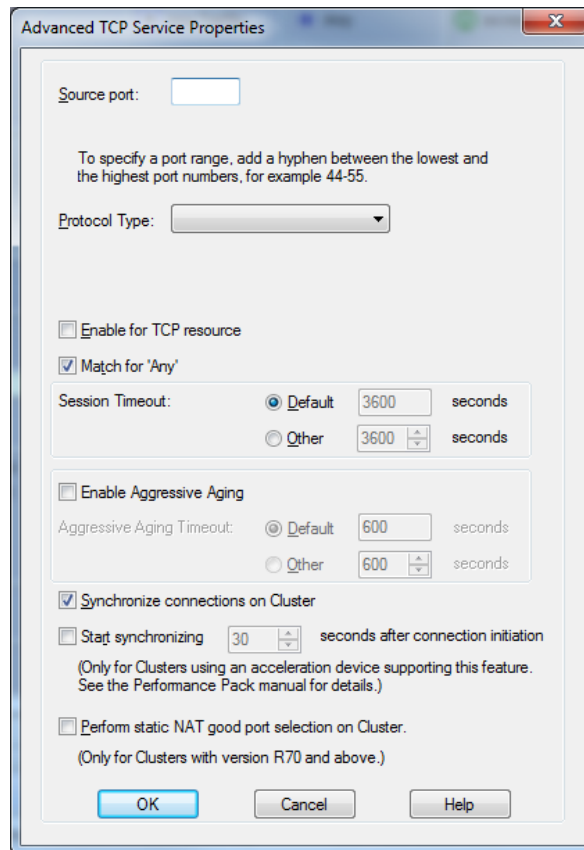 Advanced TCP Service Properties
Source port:
To specify a port range, add a hyphen between the lowest and
the highest port numbers, for example 44-55.
Protocol Type:
Enable for TCP resource
Match for 'Any'
Session Timeout: Default 3600 seconds
Other 3600 seconds
Enable Aggressive Aging
Aggressive Aging Timeout: Default 600 seconds
Other 600 seconds
Synchronize connections on Cluster
Start synchronizing 30 seconds after connection initiation
(Only for Clusters using an acceleration device supporting this feature.
See the Performance Pack manual for details.)
Perform static NAT good port selection on Cluster.
(Only for Clusters with version R70 and above.)
OK Cancel Help